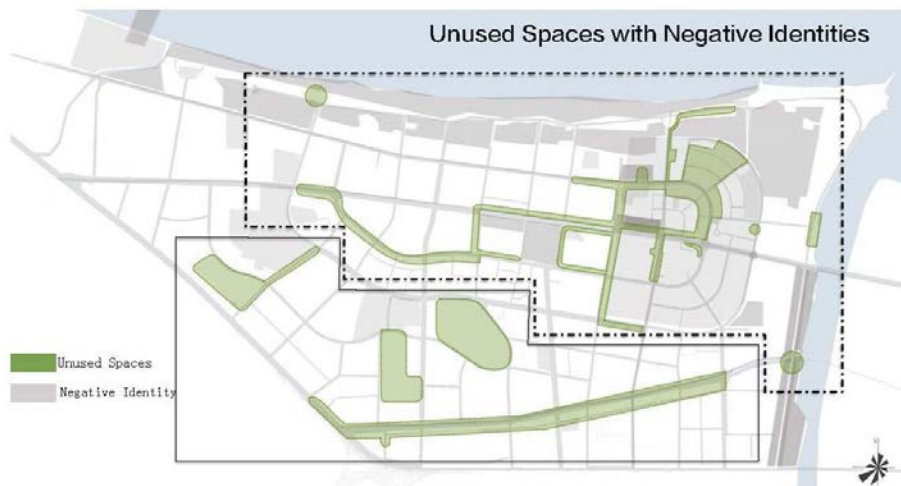 Unused Spaces with Negative Identities
Unused Spaces
Negative Identity
N